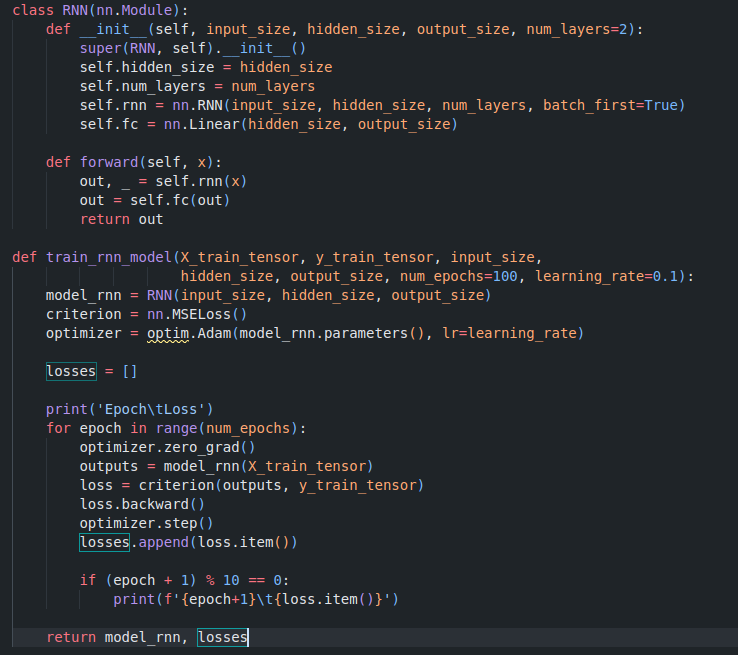 class RNN(nn.Module):
    def __init__(self, input_size, hidden_size, output_size, num_layers=2):
        super(RNN, self).__init__()
        self.hidden_size = hidden_size
        self.num_layers = num_layers
        self.rnn = nn.RNN(input_size, hidden_size, num_layers, batch_first=True)
        self.fc = nn.Linear(hidden_size, output_size)

    def forward(self, x):
        out, _ = self.rnn(x)
        out = self.fc(out)
        return out

def train_rnn_model(X_train_tensor, y_train_tensor, input_size,
                    hidden_size, output_size, num_epochs=100, learning_rate=0.1):
    model_rnn = RNN(input_size, hidden_size, output_size)
    criterion = nn.MSELoss()
    optimizer = optim.Adam(model_rnn.parameters(), lr=learning_rate)

    losses = []

    print('Epoch\tLoss')
    for epoch in range(num_epochs):
        optimizer.zero_grad()
        outputs = model_rnn(X_train_tensor)
        loss = criterion(outputs, y_train_tensor)
        loss.backward()
        optimizer.step()
        losses.append(loss.item())

        if (epoch + 1) % 10 == 0:
            print(f'{epoch+1}\t{loss.item()}')

    return model_rnn, losses